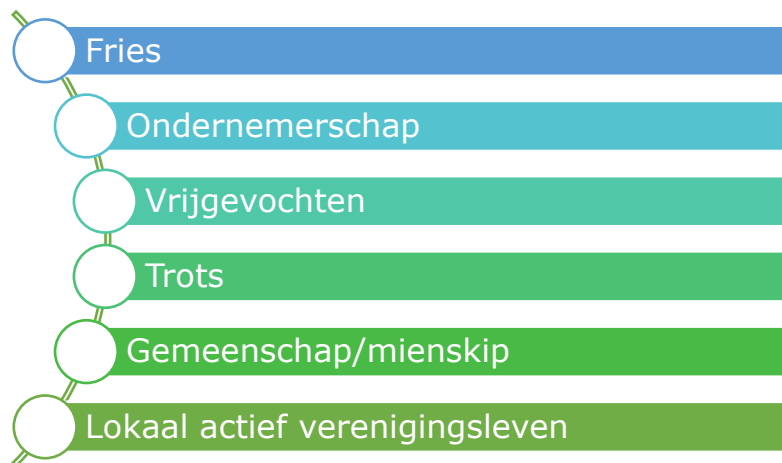 Fries
Ondernemerschap
Vrijgevochten
Trots
Gemeenschap/mienskip
Lokaal actief verenigingsleven